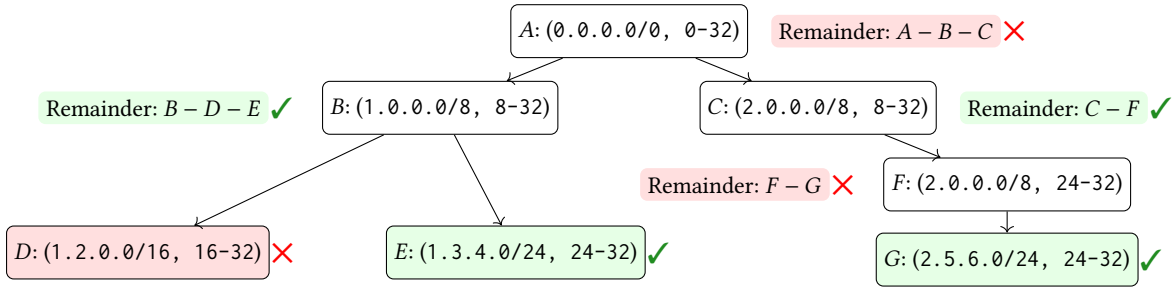 A: (0.0.0.0/0, 0-32)
Remainder: A − B − C ✕
Remainder: B − D − E ✓
B: (1.0.0.0/8, 8-32)
C: (2.0.0.0/8, 8-32)
Remainder: C − F ✓
Remainder: F − G ✕
F: (2.0.0.0/8, 24-32)
D: (1.2.0.0/16, 16-32) ✕
E: (1.3.4.0/24, 24-32) ✓
G: (2.5.6.0/24, 24-32) ✓